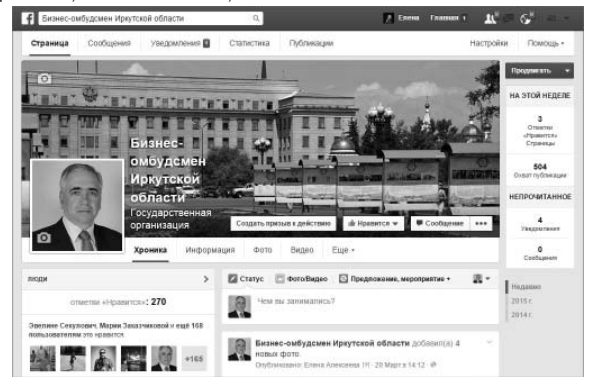 Бизнес-омбудсмен Иркутской области
Елена Главная
Страница Сообщения Уведомления 4 Статистика Публикации Настройки Помощь
Продвигать
НА ЭТОЙ НЕДЕЛЕ
3
Отметки
«Нравится»
Страницы
504
Охват публикации
НЕПРОЧИТАННОЕ
4
Уведомления
0
Сообщения
Недавно
2015 г.
2014 г.
Бизнес-
омбудсмен
Иркутской
области
Государственная
организация
Создать призыв к действию Нравится Сообщение •••
Хроника Информация Фото Видео Еще
ЛЮДИ >
отметки «Нравится»: 270
Эвелине Секулович, Марии Заказчиковой и ещё 168
пользователям это нравится.
+165
Статус Фото/Видео Предложение, мероприятие +
Чем вы занимались?
Бизнес-омбудсмен Иркутской области добавил(а) 4
новых фото.
Опубликовано: Елена Алексеева 20 Март в 14:12